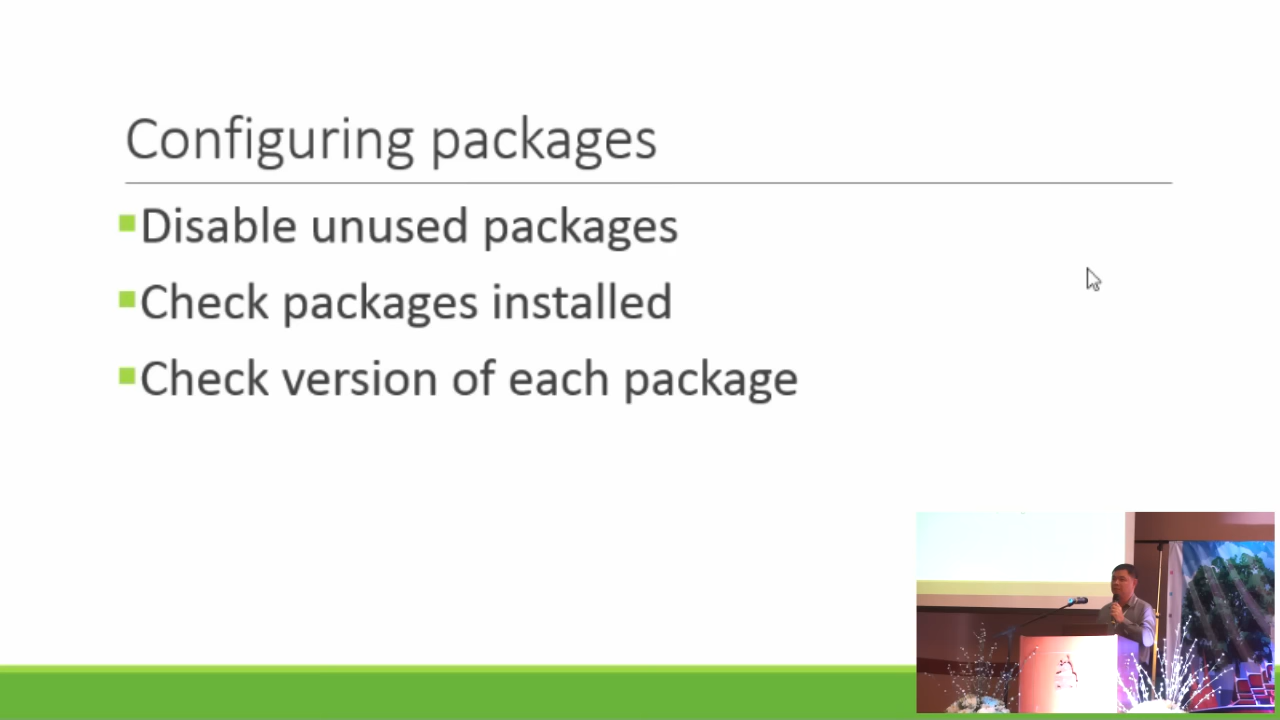 Configuring packages
Disable unused packages
Check packages installed
Check version of each package